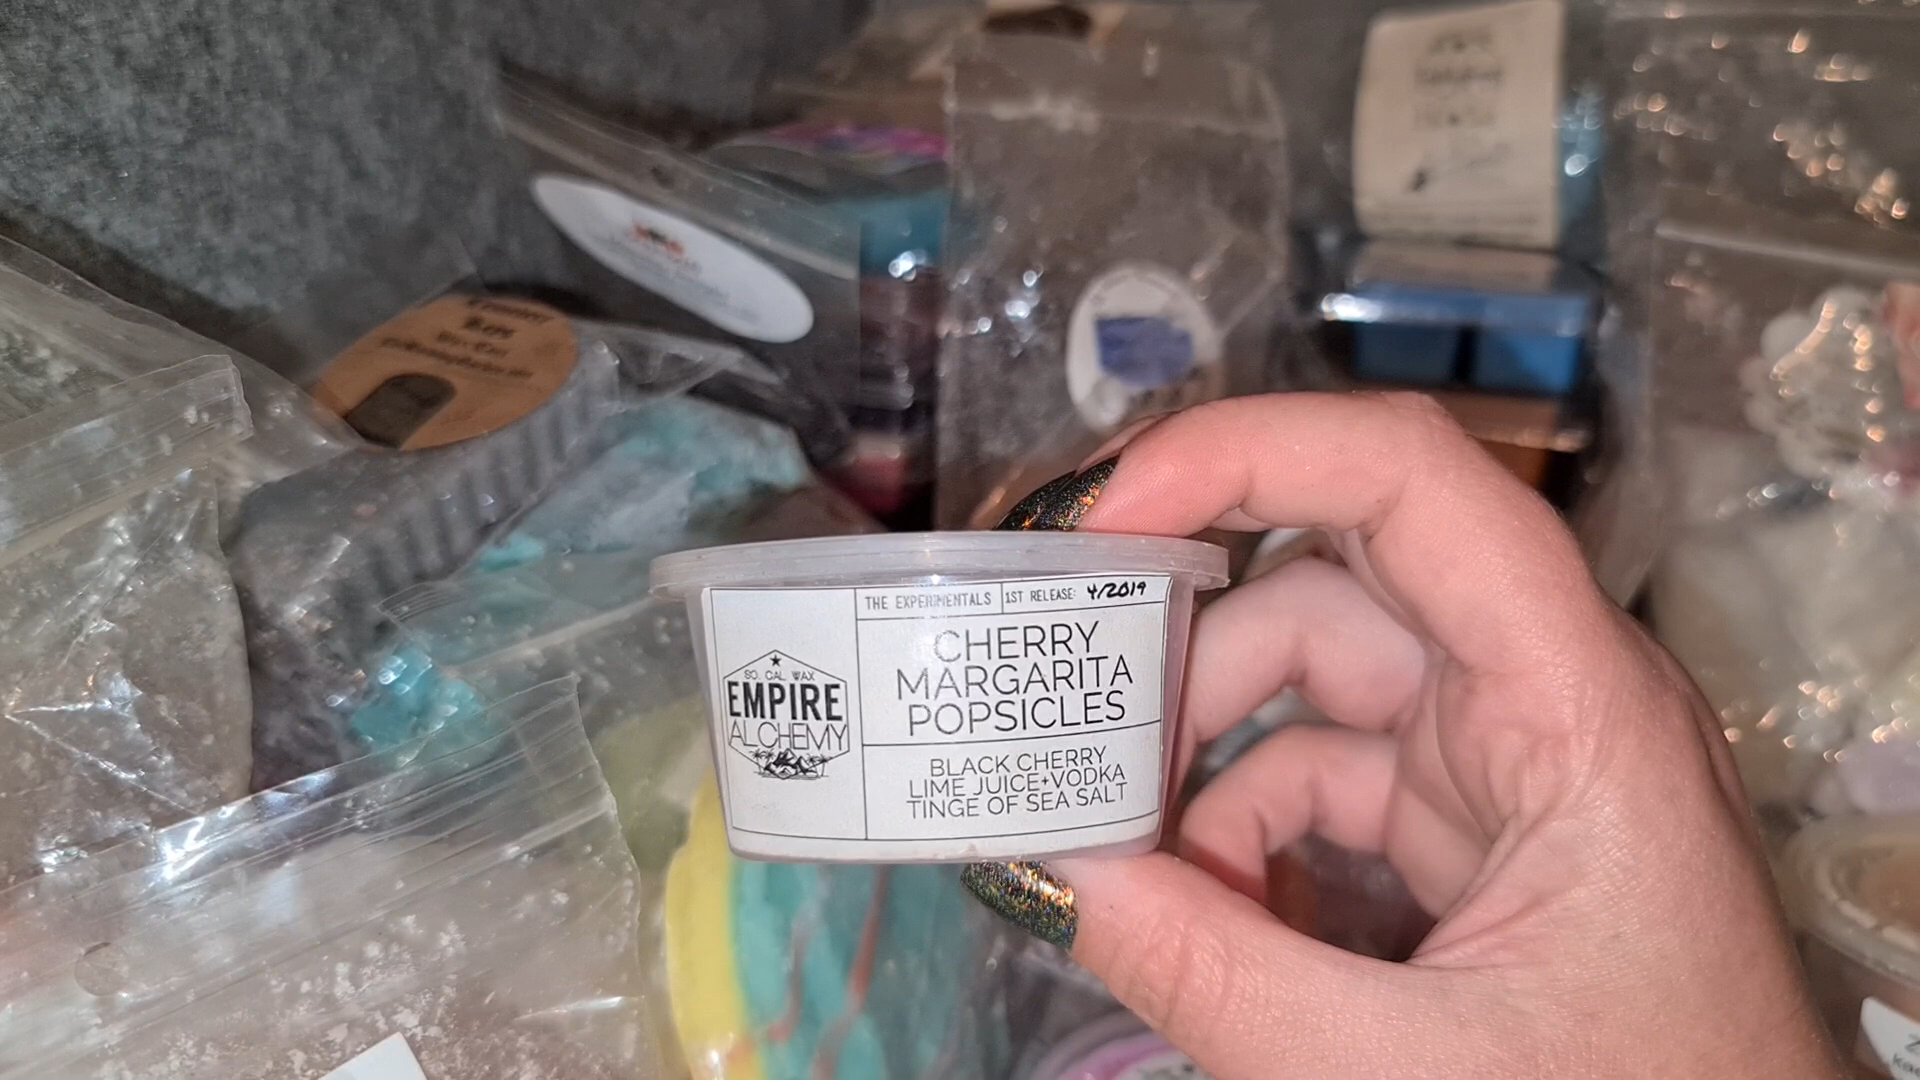 THE EXPERIMENTALS
1ST RELEASE: 4/2019
CHERRY
MARGARITA
POPSICLES
SO. CAL WAX
EMPIRE
ALCHEMY
BLACK CHERRY
LIME JUICE+VODKA
TINGE OF SEA SALT